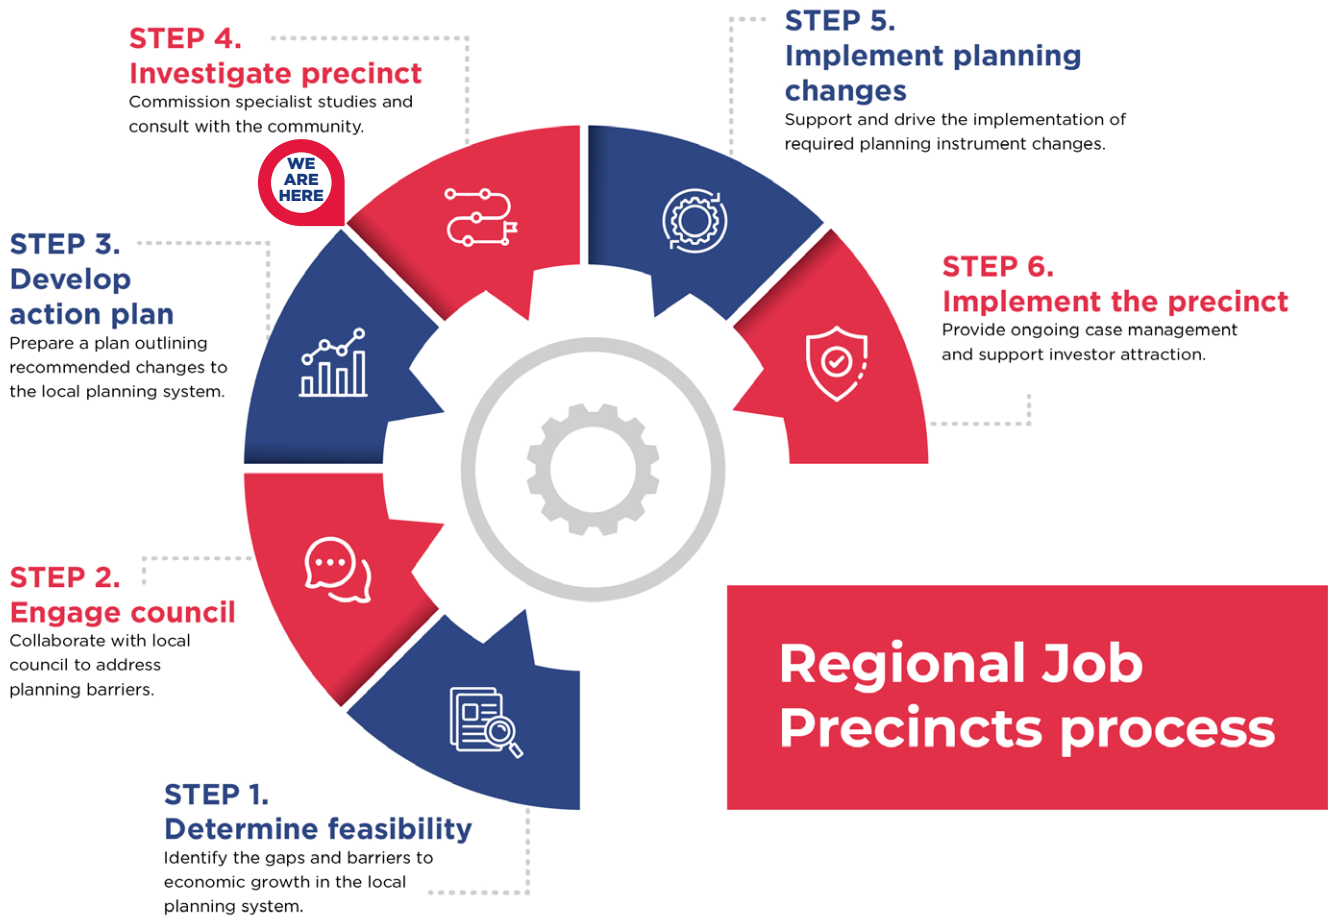 STEP 4.
Investigate precinct
Commission specialist studies and
consult with the community.
STEP 5.
Implement planning
changes
Support and drive the implementation of
required planning instrument changes.
WE
ARE
HERE
STEP 3.
Develop
action plan
Prepare a plan outlining
recommended changes to
the local planning system.
STEP 6.
Implement the precinct
Provide ongoing case management
and support investor attraction.
STEP 2.
Engage council
Collaborate with local
council to address
planning barriers.
Regional Job
Precincts process
STEP 1.
Determine feasibility
Identify the gaps and barriers to
economic growth in the local
planning system.